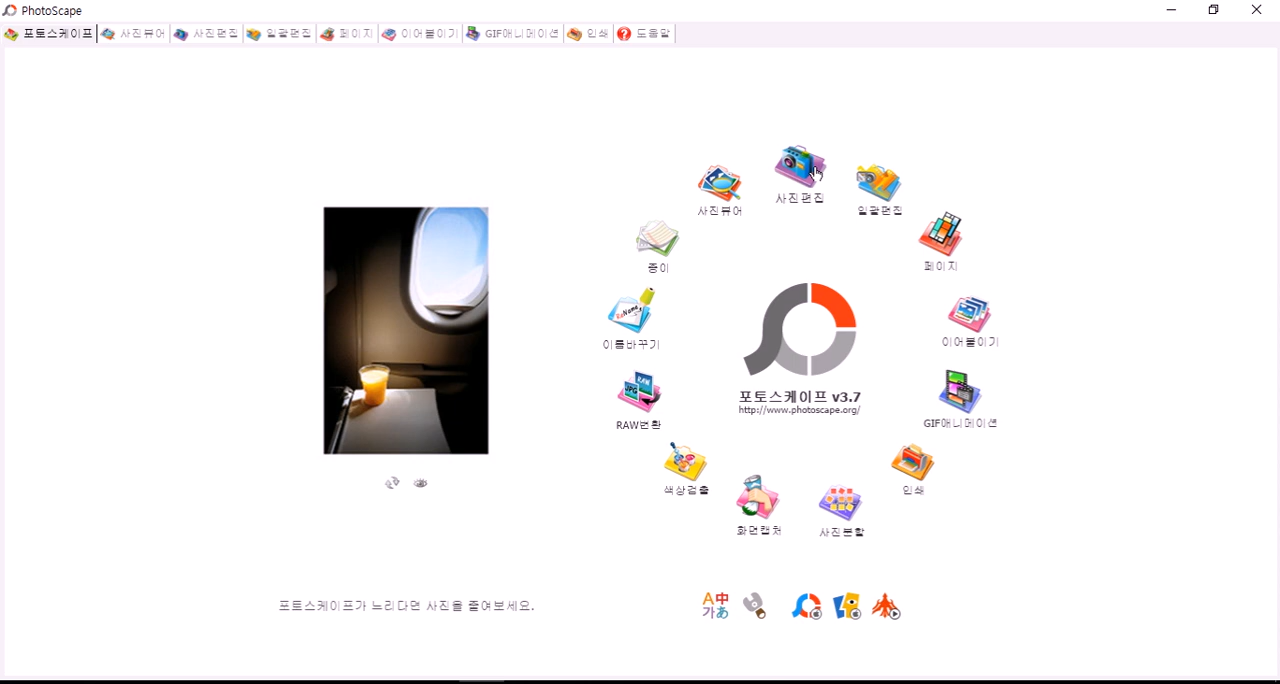 PhotoScape
포토스케이프 사진뷰어 사진편집 일괄편집 페이지 이어붙이기 GIF애니메이션 인쇄 도움말
사진편집
사진뷰어
일괄편집
종이
페이지
이름바꾸기
이어붙이기
포토스케이프 v3.7
http://www.photoscape.org/
RAW변환
GIF애니메이션
색상검출
인쇄
화면캡처
사진분할
ReName
RAW
JPG
포토스케이프가 느리다면 사진을 줄여보세요.
A中
가あ